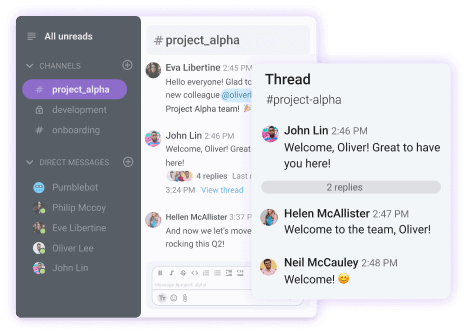 All unreads
CHANNELS
# project_alpha
development
# onboarding
DIRECT MESSAGES
Pumblebot
Philip Mccoy
Eve Libertine
Oliver Lee
John Lin
# project_alpha
Eva Libertine 2:45 PM
Hello everyone! Glad to
new colleague
Project Alpha team!
John Lin 2:46 PM
Welcome, Oliver! Great
here!
4 replies Last
3:24 PM View thread
Hellen McAllister 3:37 P
And now we let's move
rocking this Q2!
Thread
#project-alpha
John Lin 2:46 PM
Welcome, Oliver! Great to have
you here!
2 replies
Helen McAllister 2:47 PM
Welcome to the team, Oliver!
Neil McCauley 2:48 PM
Welcome! 😊